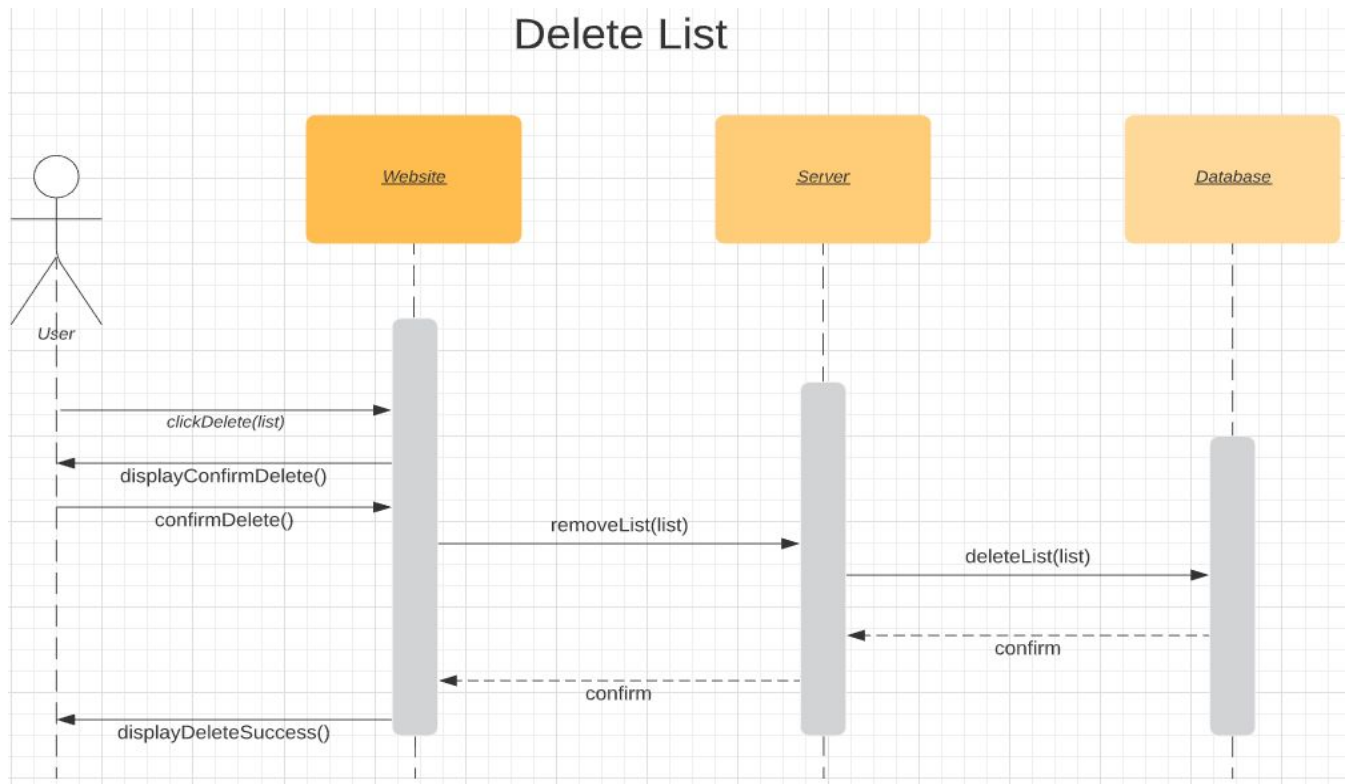 Delete List
Website
Server
Database
User
clickDelete(list)
displayConfirmDelete()
confirmDelete()
removeList(list)
deleteList(list)
confirm
confirm
displayDeleteSuccess()